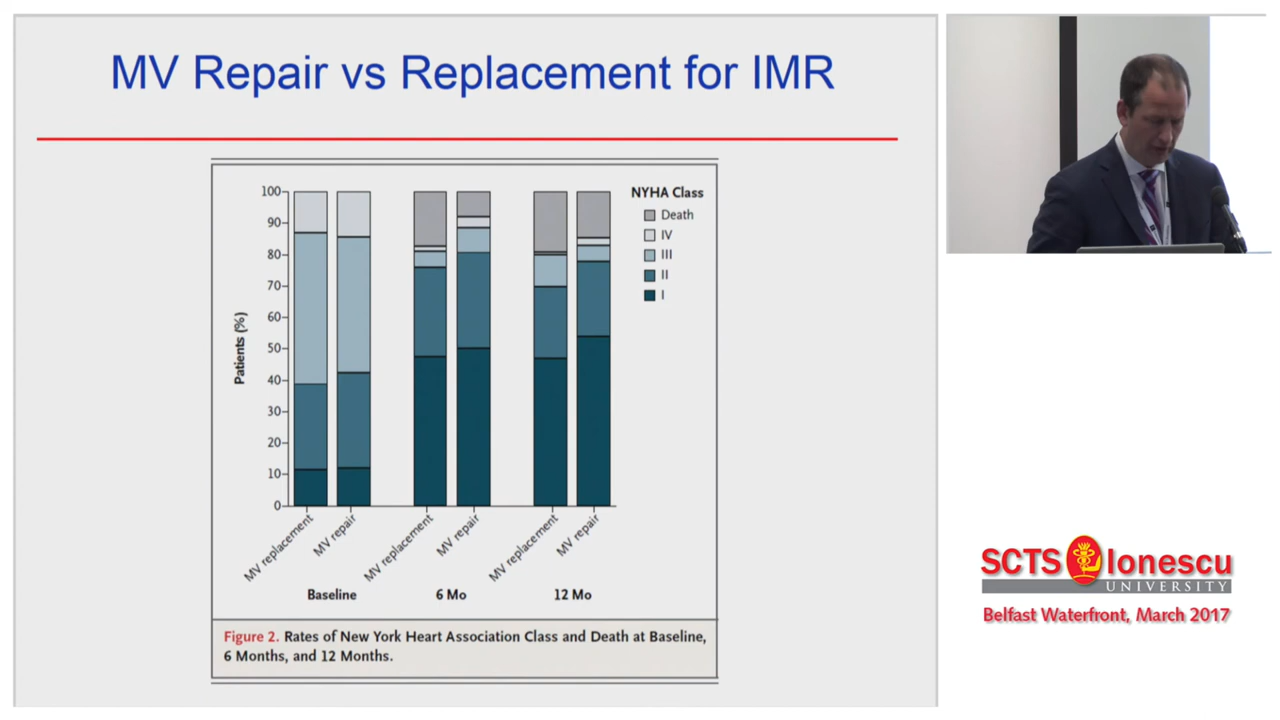 MV Repair vs Replacement for IMR
NYHA Class
Death
IV
III
II
I
Patients (%)
100
90
80
70
60
50
40
30
20
10
0
MV replacement
MV repair
MV replacement
MV repair
MV replacement
MV repair
Baseline
6 Mo
12 Mo
Figure 2. Rates of New York Heart Association Class and Death at Baseline,
6 Months, and 12 Months.
SCTS Ionescu
UNIVERSITY
Belfast Waterfront, March 2017